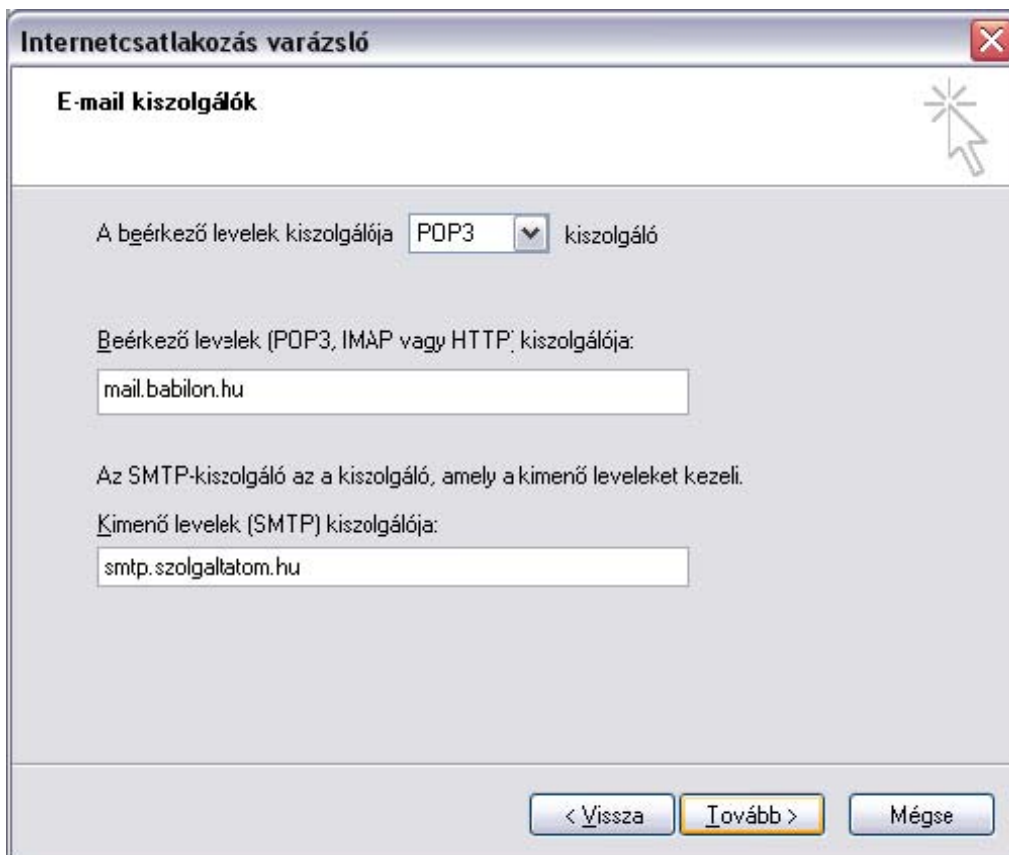 Internetcsatlakozás varázsló
E-mail kiszolgálók
A beérkező levelek kiszolgálója POP3 kiszolgáló
Beérkező levelek (POP3, IMAP vagy HTTP) kiszolgálója:
mail.babilon.hu
Az SMTP-kiszolgáló az a kiszolgáló, amely a kimenő leveleket kezeli.
Kimenő levelek (SMTP) kiszolgálója:
smtp.szolgaltatom.hu
< Vissza Tovább > Mégse